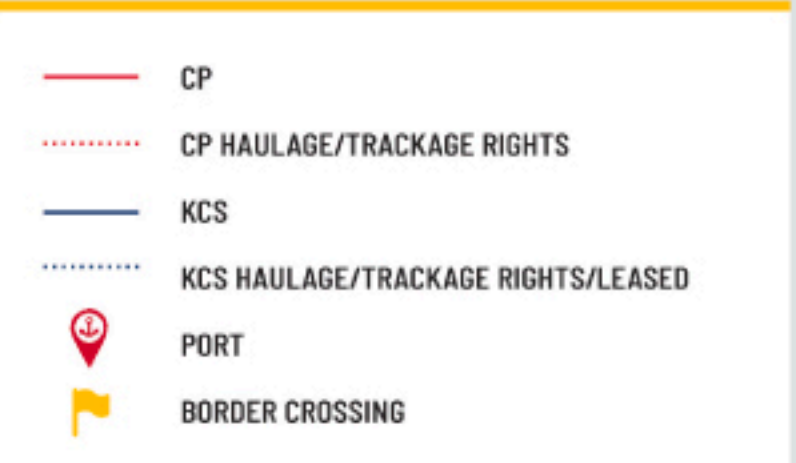 CP
CP HAULAGE/TRACKAGE RIGHTS
KCS
KCS HAULAGE/TRACKAGE RIGHTS/LEASED
PORT
BORDER CROSSING